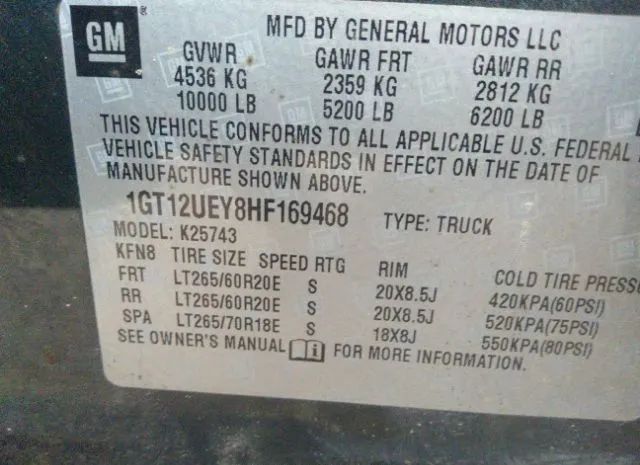 GM
MFD BY GENERAL MOTORS LLC
GVWR GAWR FRT GAWR RR
4536 KG 2359 KG 2812 KG
10000 LB 5200 LB 6200 LB
THIS VEHICLE CONFORMS TO ALL APPLICABLE U.S. FEDERAL
VEHICLE SAFETY STANDARDS IN EFFECT ON THE DATE OF
MANUFACTURE SHOWN ABOVE.
1GT12UEY8HF169468 TYPE: TRUCK
MODEL: K25743
KFN8 TIRE SIZE SPEED RTG RIM COLD TIRE PRESSU
FRT LT265/60R20E S 20X8.5J 420KPA(60PSI)
RR LT265/60R20E S 20X8.5J 520KPA(75PSI)
SPA LT265/70R18E S 18X8J 550KPA(80PSI)
SEE OWNER'S MANUAL i FOR MORE INFORMATION.